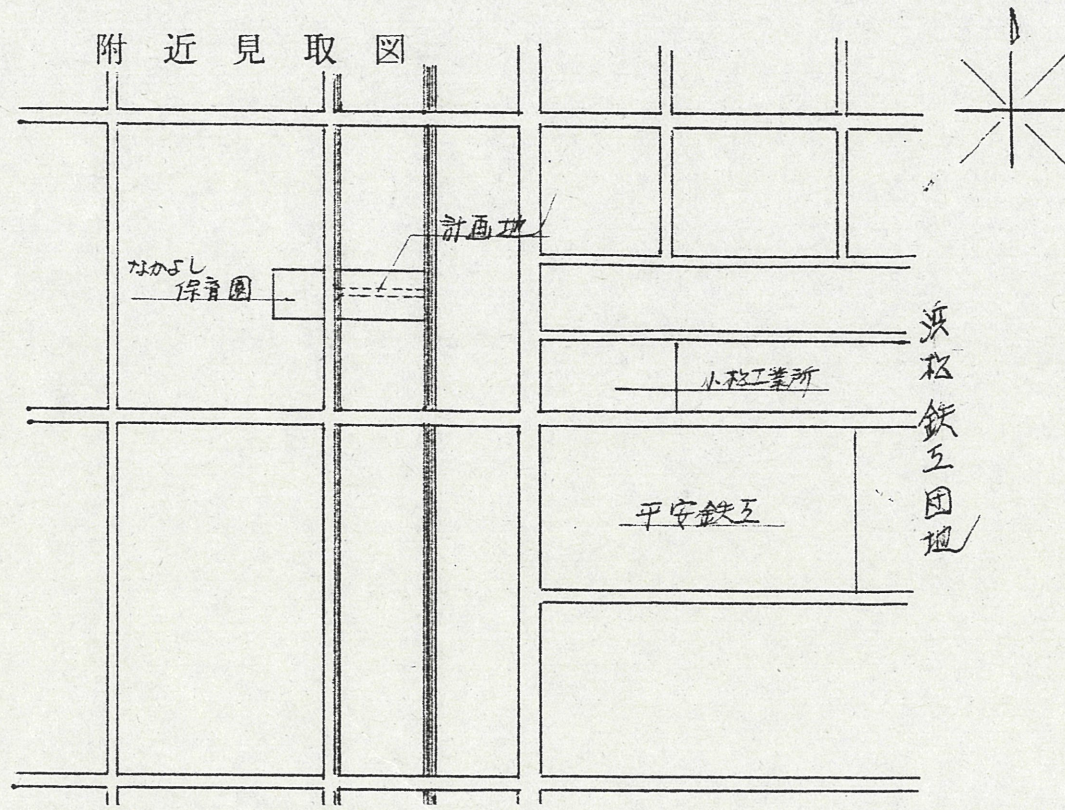 附近見取図
計画地
なかよし
保育園
小松工業所
浜松鉄工団地
平安鉄工